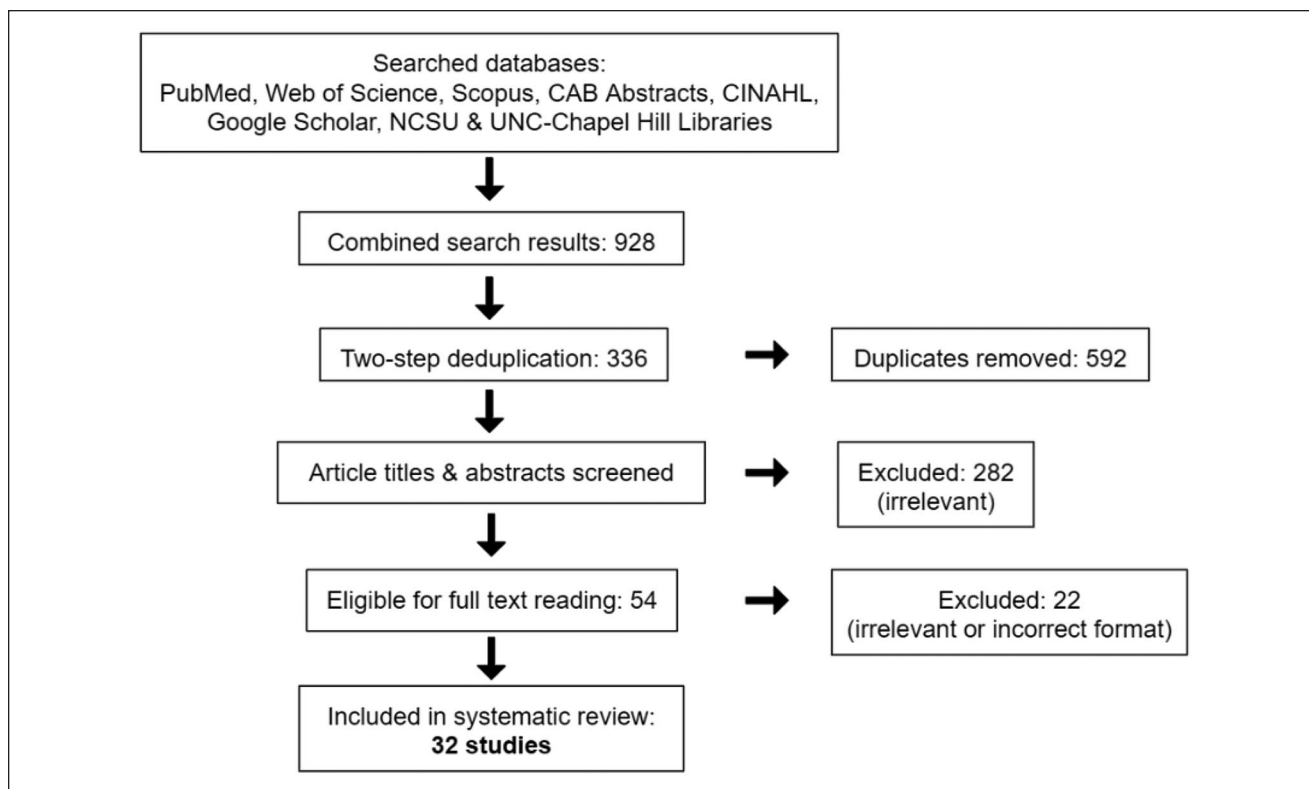 Searched databases:
PubMed, Web of Science, Scopus, CAB Abstracts, CINAHL,
Google Scholar, NCSU & UNC-Chapel Hill Libraries
Combined search results: 928
Two-step deduplication: 336
Duplicates removed: 592
Article titles & abstracts screened
Excluded: 282
(irrelevant)
Eligible for full text reading: 54
Excluded: 22
(irrelevant or incorrect format)
Included in systematic review:
32 studies